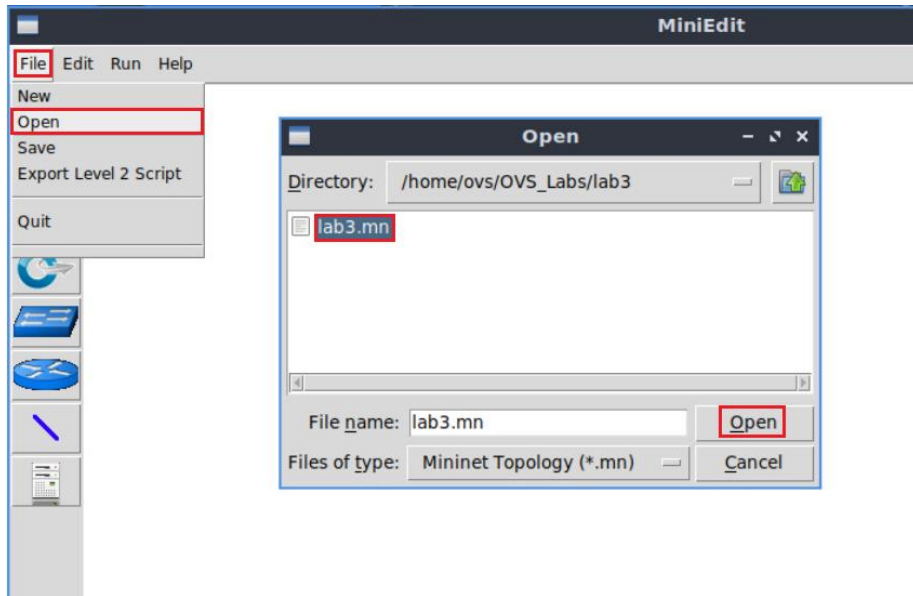 MiniEdit
File Edit Run Help
New
Open
Save
Export Level 2 Script
Quit
Open
Directory: /home/ovs/OVS_Labs/lab3
lab3.mn
File name: lab3.mn Open
Files of type: Mininet Topology (*.mn) Cancel